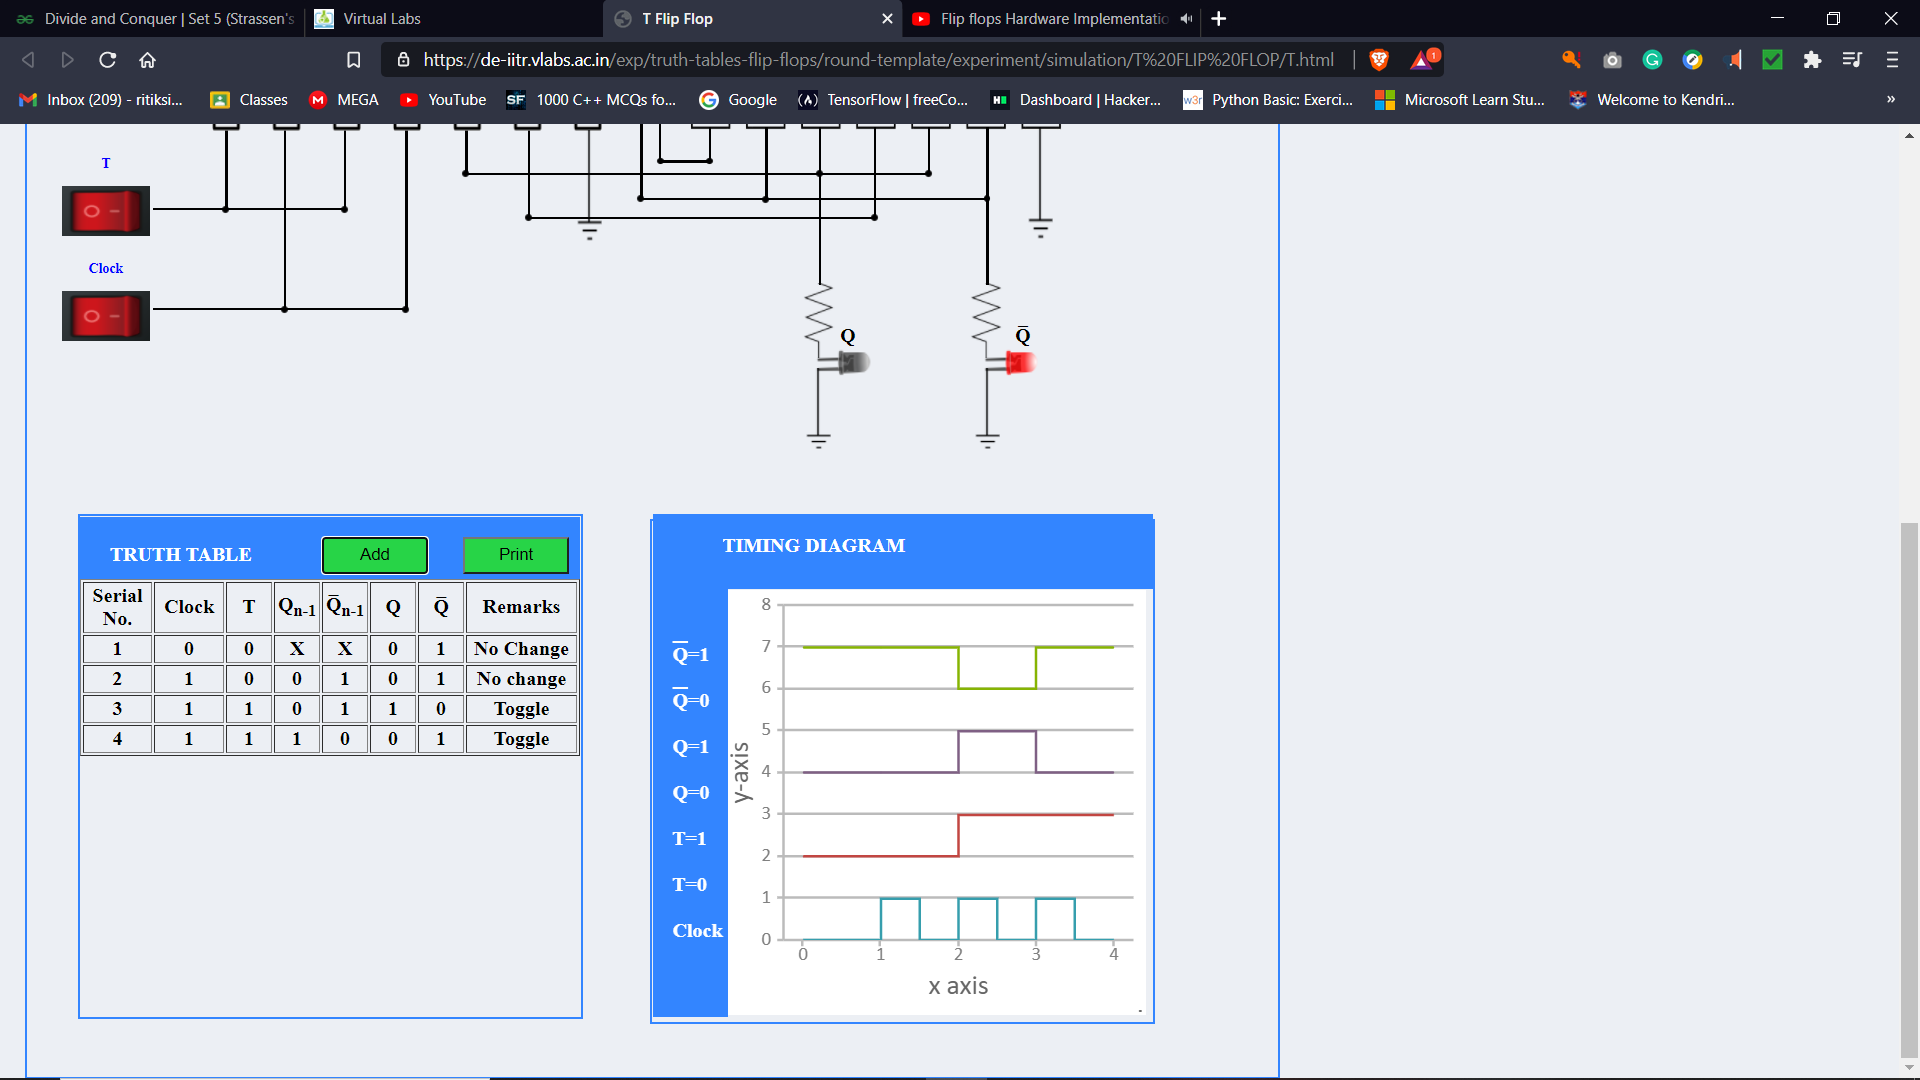 Divide and Conquer | Set 5 (Strassen's
Virtual Labs
T Flip Flop
Flip flops Hardware Implementatio
https://de-iitr.vlabs.ac.in/exp/truth-tables-flip-flops/round-template/experiment/simulation/T%20FLIP%20FLOP/T.html
1
Inbox (209) - ritiksi...
Classes
MEGA
YouTube
SF 1000 C++ MCQs fo...
Google
TensorFlow | freeCo...
Dashboard | Hacker...
w3r Python Basic: Exerci...
Microsoft Learn Stu...
Welcome to Kendri...
»
T
Clock
Q
Q̅
TRUTH TABLE Add Print
Serial No. Clock T Qn-1 Q̅n-1 Q Q̅ Remarks
1 0 0 X X 0 1 No Change
2 1 0 0 1 0 1 No change
3 1 1 0 1 1 0 Toggle
4 1 1 1 0 0 1 Toggle
TIMING DIAGRAM
Q̅=1
Q̅=0
Q=1
Q=0
T=1
T=0
Clock
y-axis
8
7
6
5
4
3
2
1
0
0 1 2 3 4
x axis